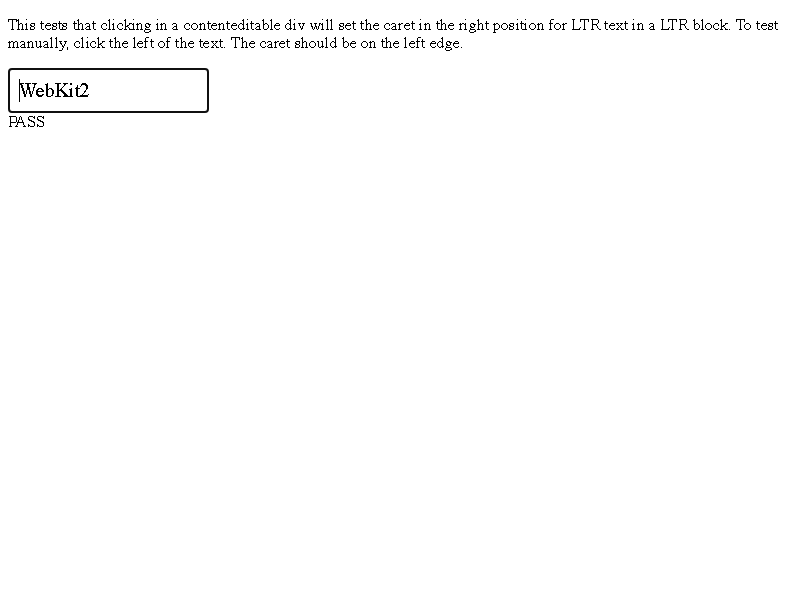 This tests that clicking in a contenteditable div will set the caret in the right position for LTR text in a LTR block. To test
manually, click the left of the text. The caret should be on the left edge.
WebKit2
PASS